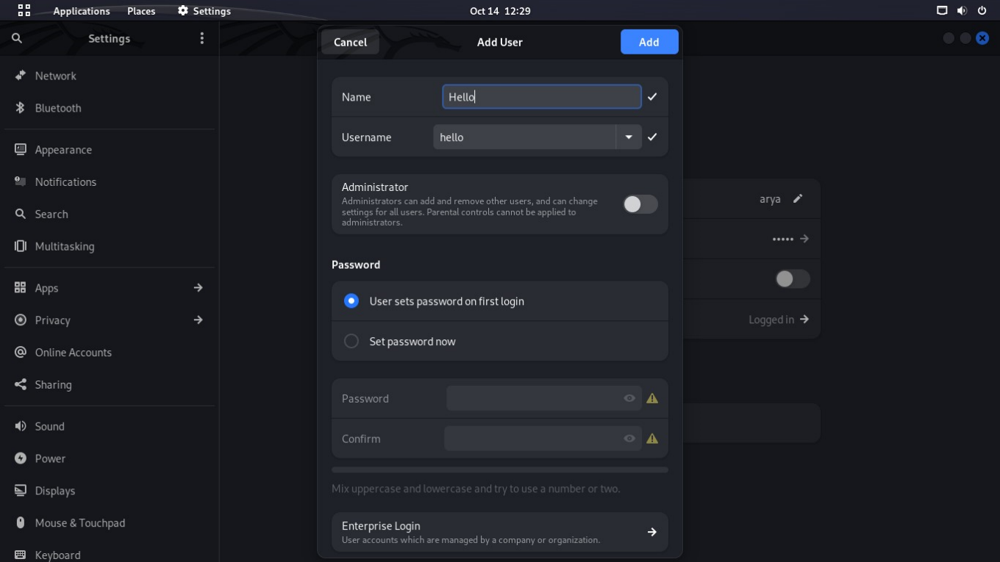 Applications Places Settings Oct 14 12:29
Settings
Network
Bluetooth
Appearance
Notifications
Search
Multitasking
Apps
Privacy
Online Accounts
Sharing
Sound
Power
Displays
Mouse & Touchpad
Keyboard
Cancel Add User Add
Name Hello
Username hello
Administrator
Administrators can add and remove other users, and can change
settings for all users. Parental controls cannot be applied to
administrators.
Password
User sets password on first login
Set password now
Password
Confirm
Mix uppercase and lowercase and try to use a number or two.
Enterprise Login
User accounts which are managed by a company or organization.
arya
•••••
Logged in